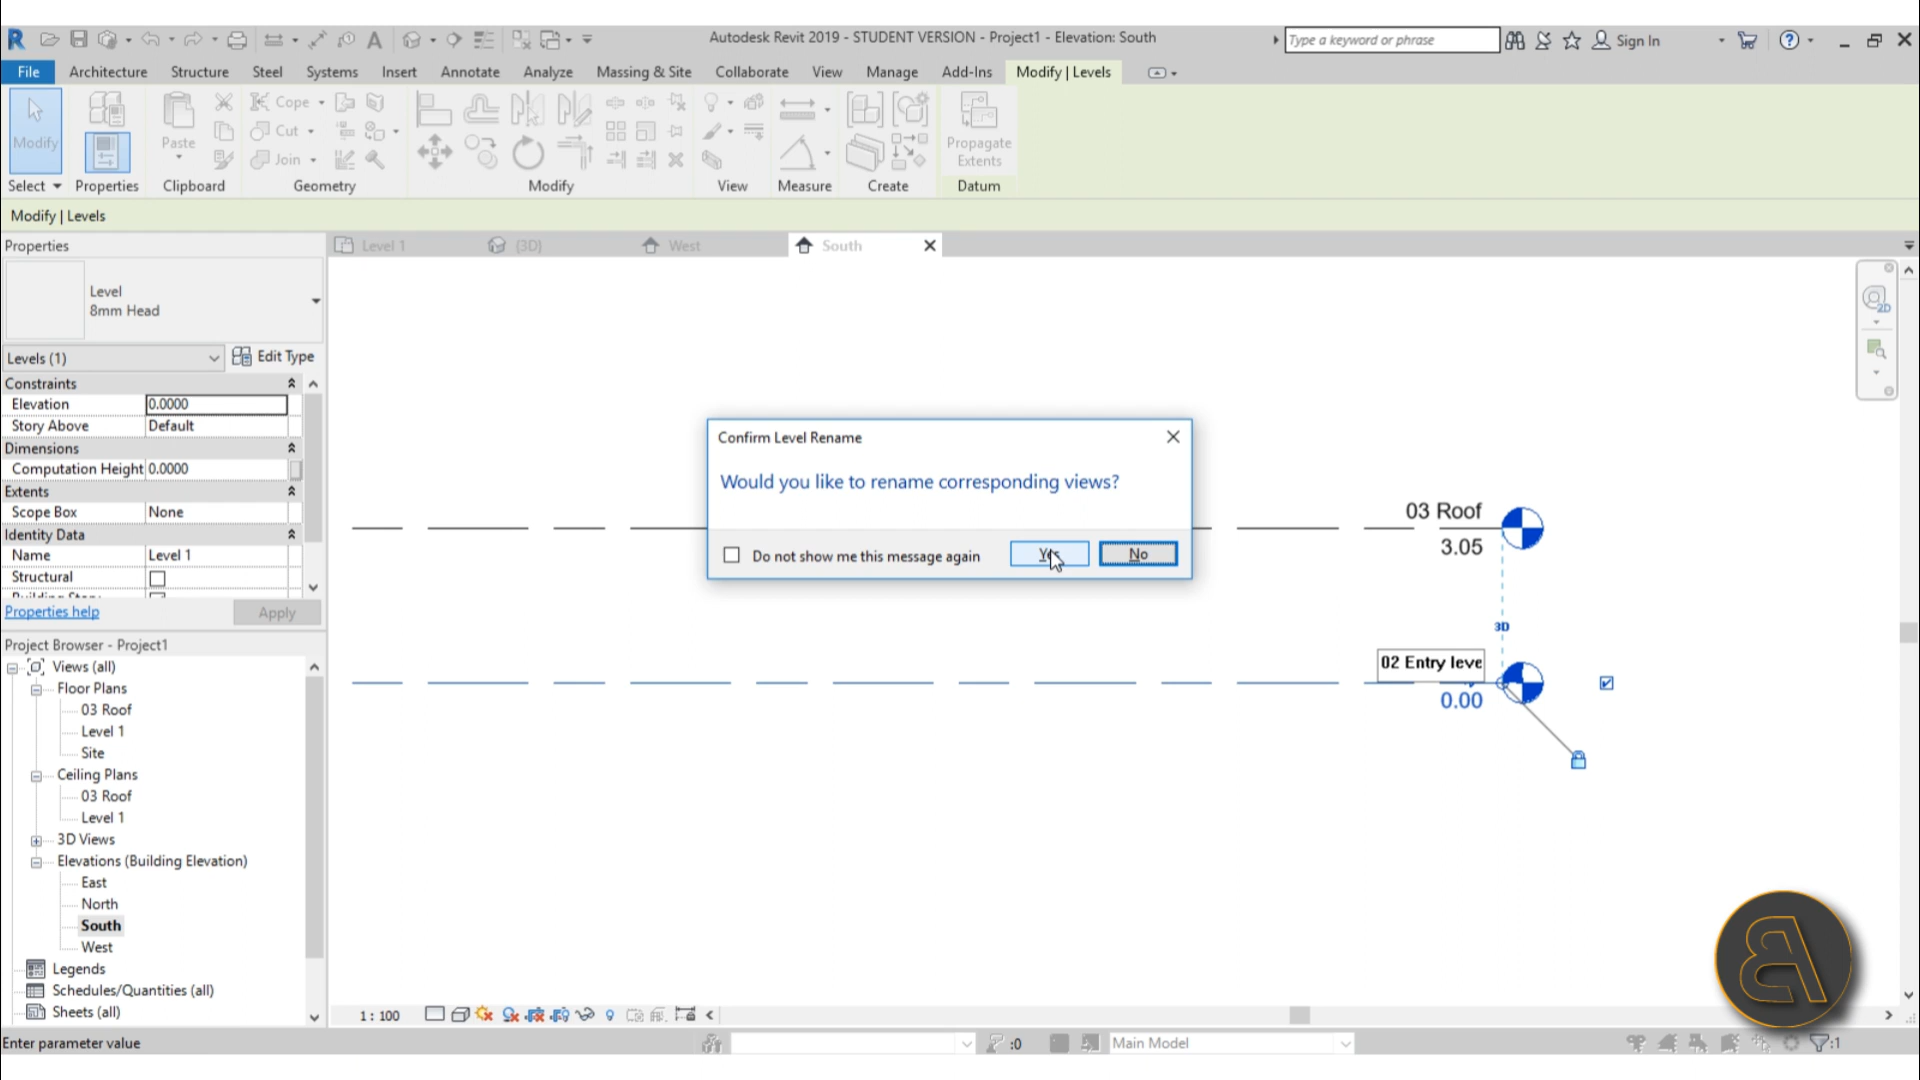 Autodesk Revit 2019 - STUDENT VERSION - Project1 - Elevation: South
Type a keyword or phrase
Sign In
File Architecture Structure Steel Systems Insert Annotate Analyze Massing & Site Collaborate View Manage Add-Ins Modify | Levels
Modify
Paste
Cope
Cut
Join
Propagate
Extents
Select Properties Clipboard Geometry Modify View Measure Create Datum
Modify | Levels
Properties
Level 1 (3D) West South
Level
8mm Head
Levels (1)
Edit Type
Constraints
Elevation 0.0000
Story Above Default
Dimensions
Computation Height 0.0000
Extents
Scope Box None
Identity Data
Name Level 1
Structural
Properties help
Apply
Confirm Level Rename
Would you like to rename corresponding views?
Do not show me this message again
Yes
No
2D
03 Roof
3.05
3D
02 Entry leve
0.00
Project Browser - Project1
Views (all)
Floor Plans
03 Roof
Level 1
Site
Ceiling Plans
03 Roof
Level 1
3D Views
Elevations (Building Elevation)
East
North
South
West
Legends
Schedules/Quantities (all)
Sheets (all)
1 : 100
Enter parameter value
:0
Main Model
:1